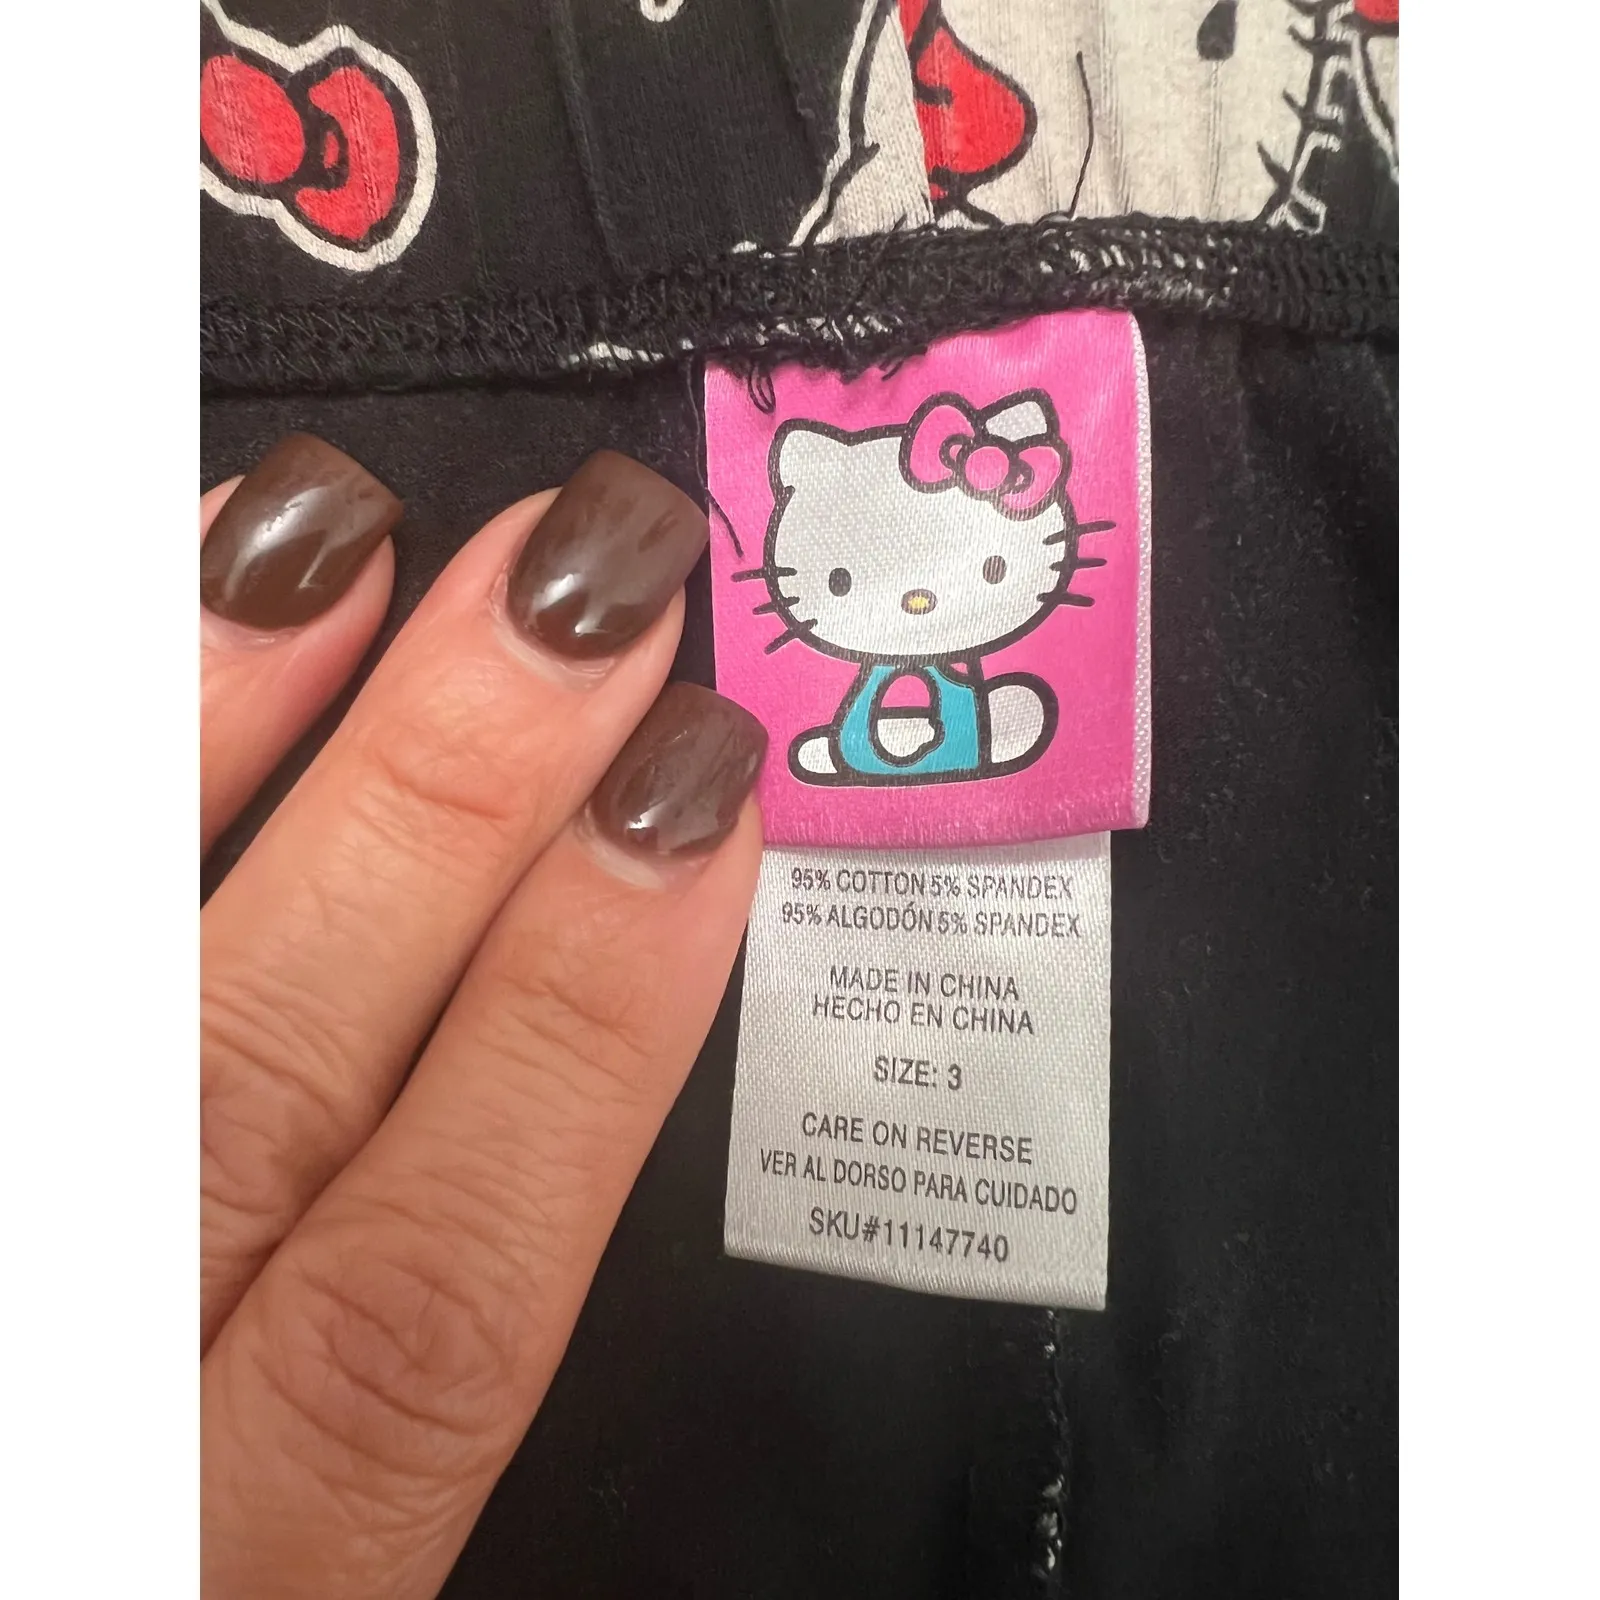 95% COTTON 5% SPANDEX
95% ALGODÓN 5% SPANDEX
MADE IN CHINA
HECHO EN CHINA
SIZE: 3
CARE ON REVERSE
VER AL DORSO PARA CUIDADO
SKU#11147740